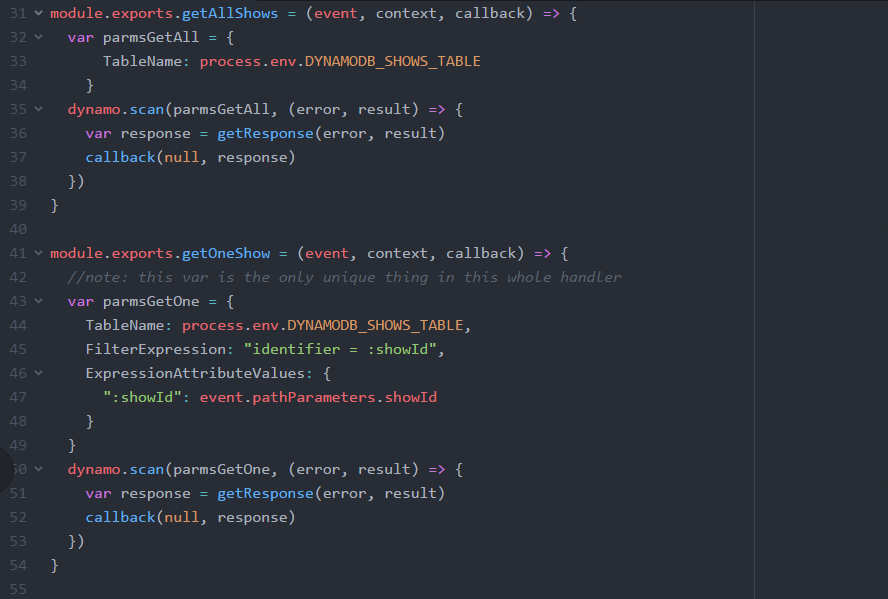 31 module.exports.getAllShows = (event, context, callback) => {
32 var parmsGetAll = {
33 TableName: process.env.DYNAMODB_SHOWS_TABLE
34 }
35 dynamo.scan(parmsGetAll, (error, result) => {
36 var response = getResponse(error, result)
37 callback(null, response)
38 })
39 }
40
41 module.exports.getOneShow = (event, context, callback) => {
42 //note: this var is the only unique thing in this whole handler
43 var parmsGetOne = {
44 TableName: process.env.DYNAMODB_SHOWS_TABLE,
45 FilterExpression: "identifier = :showId",
46 ExpressionAttributeValues: {
47 ":showId": event.pathParameters.showId
48 }
49 }
50 dynamo.scan(parmsGetOne, (error, result) => {
51 var response = getResponse(error, result)
52 callback(null, response)
53 })
54 }
55